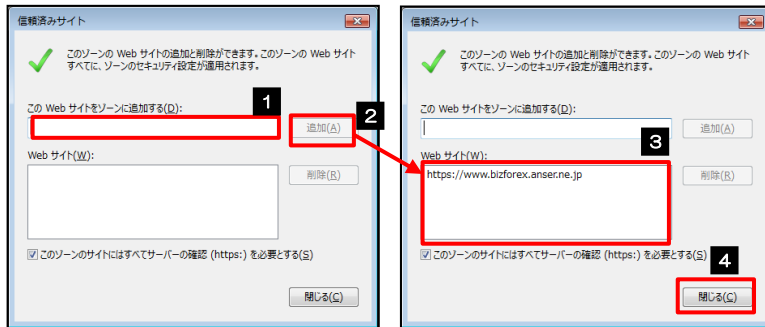 信頼済みサイト
このゾーンの Web サイトの追加と削除ができます。このゾーンの Web サイト
すべてに、ゾーンのセキュリティ設定が適用されます。
この Web サイトをゾーンに追加する(D):
1
追加(A)
2
Web サイト(W):
削除(R)
このゾーンのサイトにはすべてサーバーの確認 (https:) を必要とする(S)
閉じる(C)
信頼済みサイト
このゾーンの Web サイトの追加と削除ができます。このゾーンの Web サイト
すべてに、ゾーンのセキュリティ設定が適用されます。
この Web サイトをゾーンに追加する(D):
追加(A)
3
Web サイト(W):
https://www.bizforex.anser.ne.jp
削除(R)
このゾーンのサイトにはすべてサーバーの確認 (https:) を必要とする(S)
4
閉じる(C)